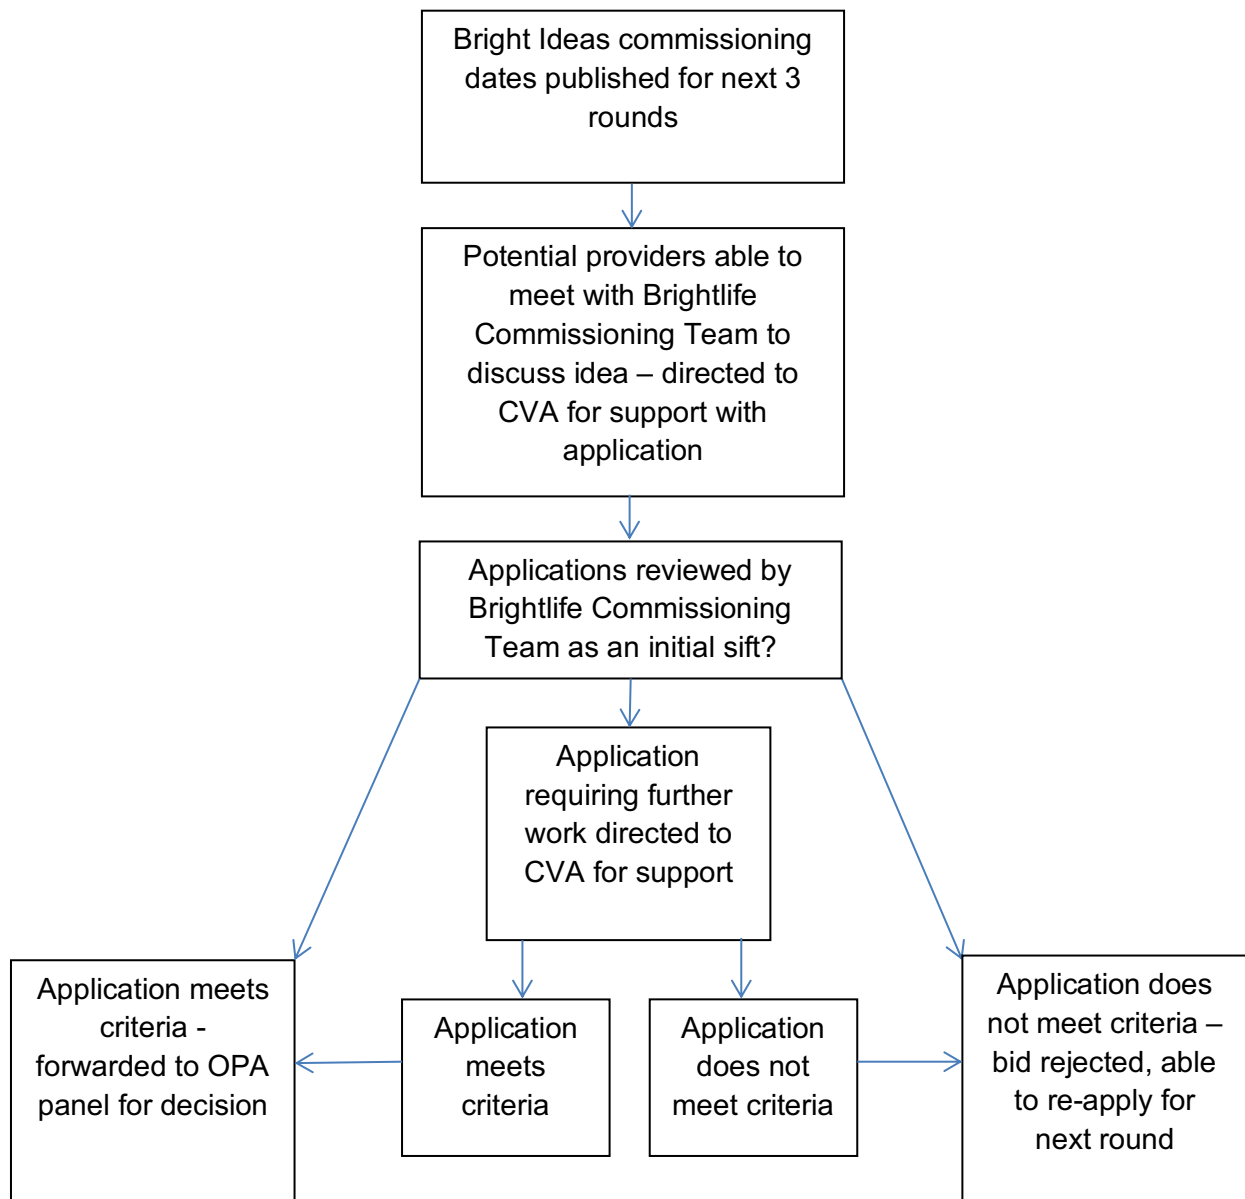 Bright Ideas commissioning
dates published for next 3
rounds
Potential providers able to
meet with Brightlife
Commissioning Team to
discuss idea – directed to
CVA for support with
application
Applications reviewed by
Brightlife Commissioning
Team as an initial sift?
Application
requiring further
work directed to
CVA for support
Application meets
criteria -
forwarded to OPA
panel for decision
Application
meets
criteria
Application
does not
meet criteria
Application does
not meet criteria –
bid rejected, able
to re-apply for
next round